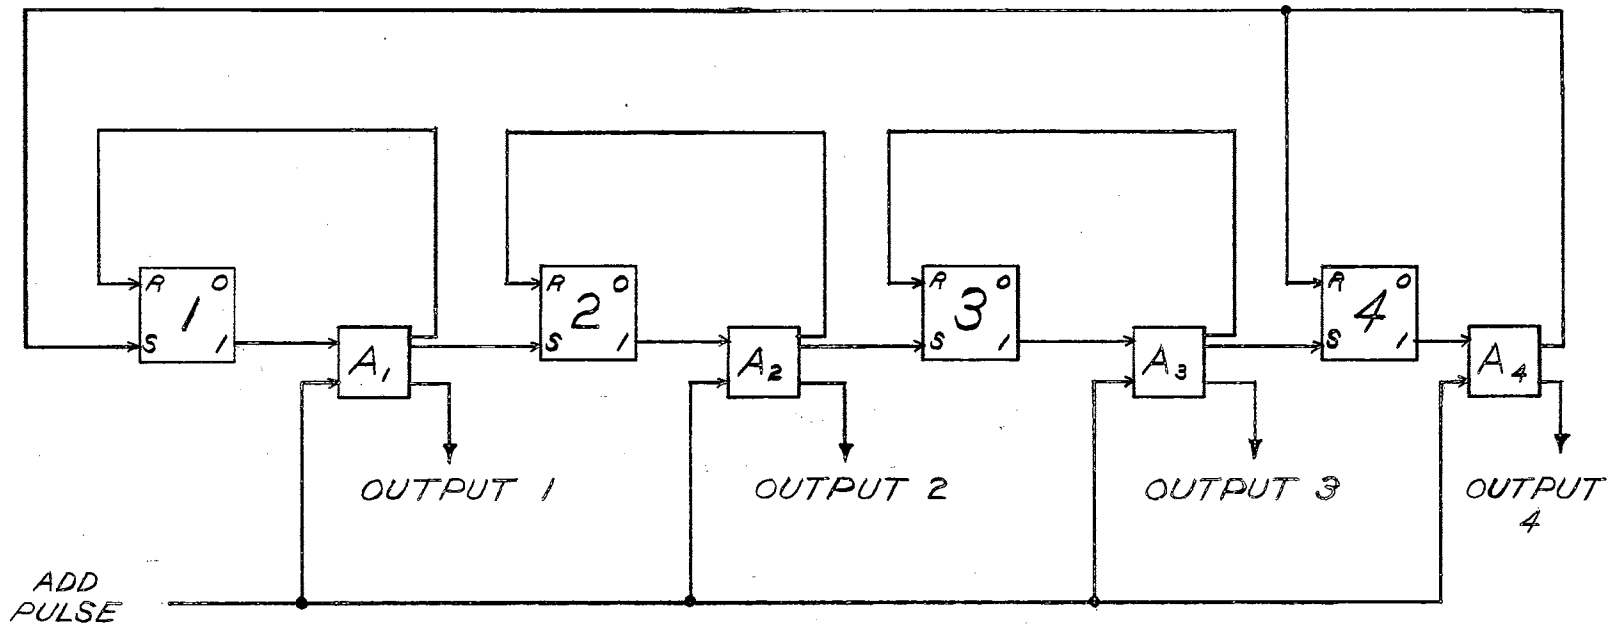 R 0
1
S 1
A1
OUTPUT 1
R 0
2
S 1
A2
OUTPUT 2
R 0
3
S 1
A3
OUTPUT 3
R 0
4
S 1
A4
OUTPUT
4
ADD
PULSE